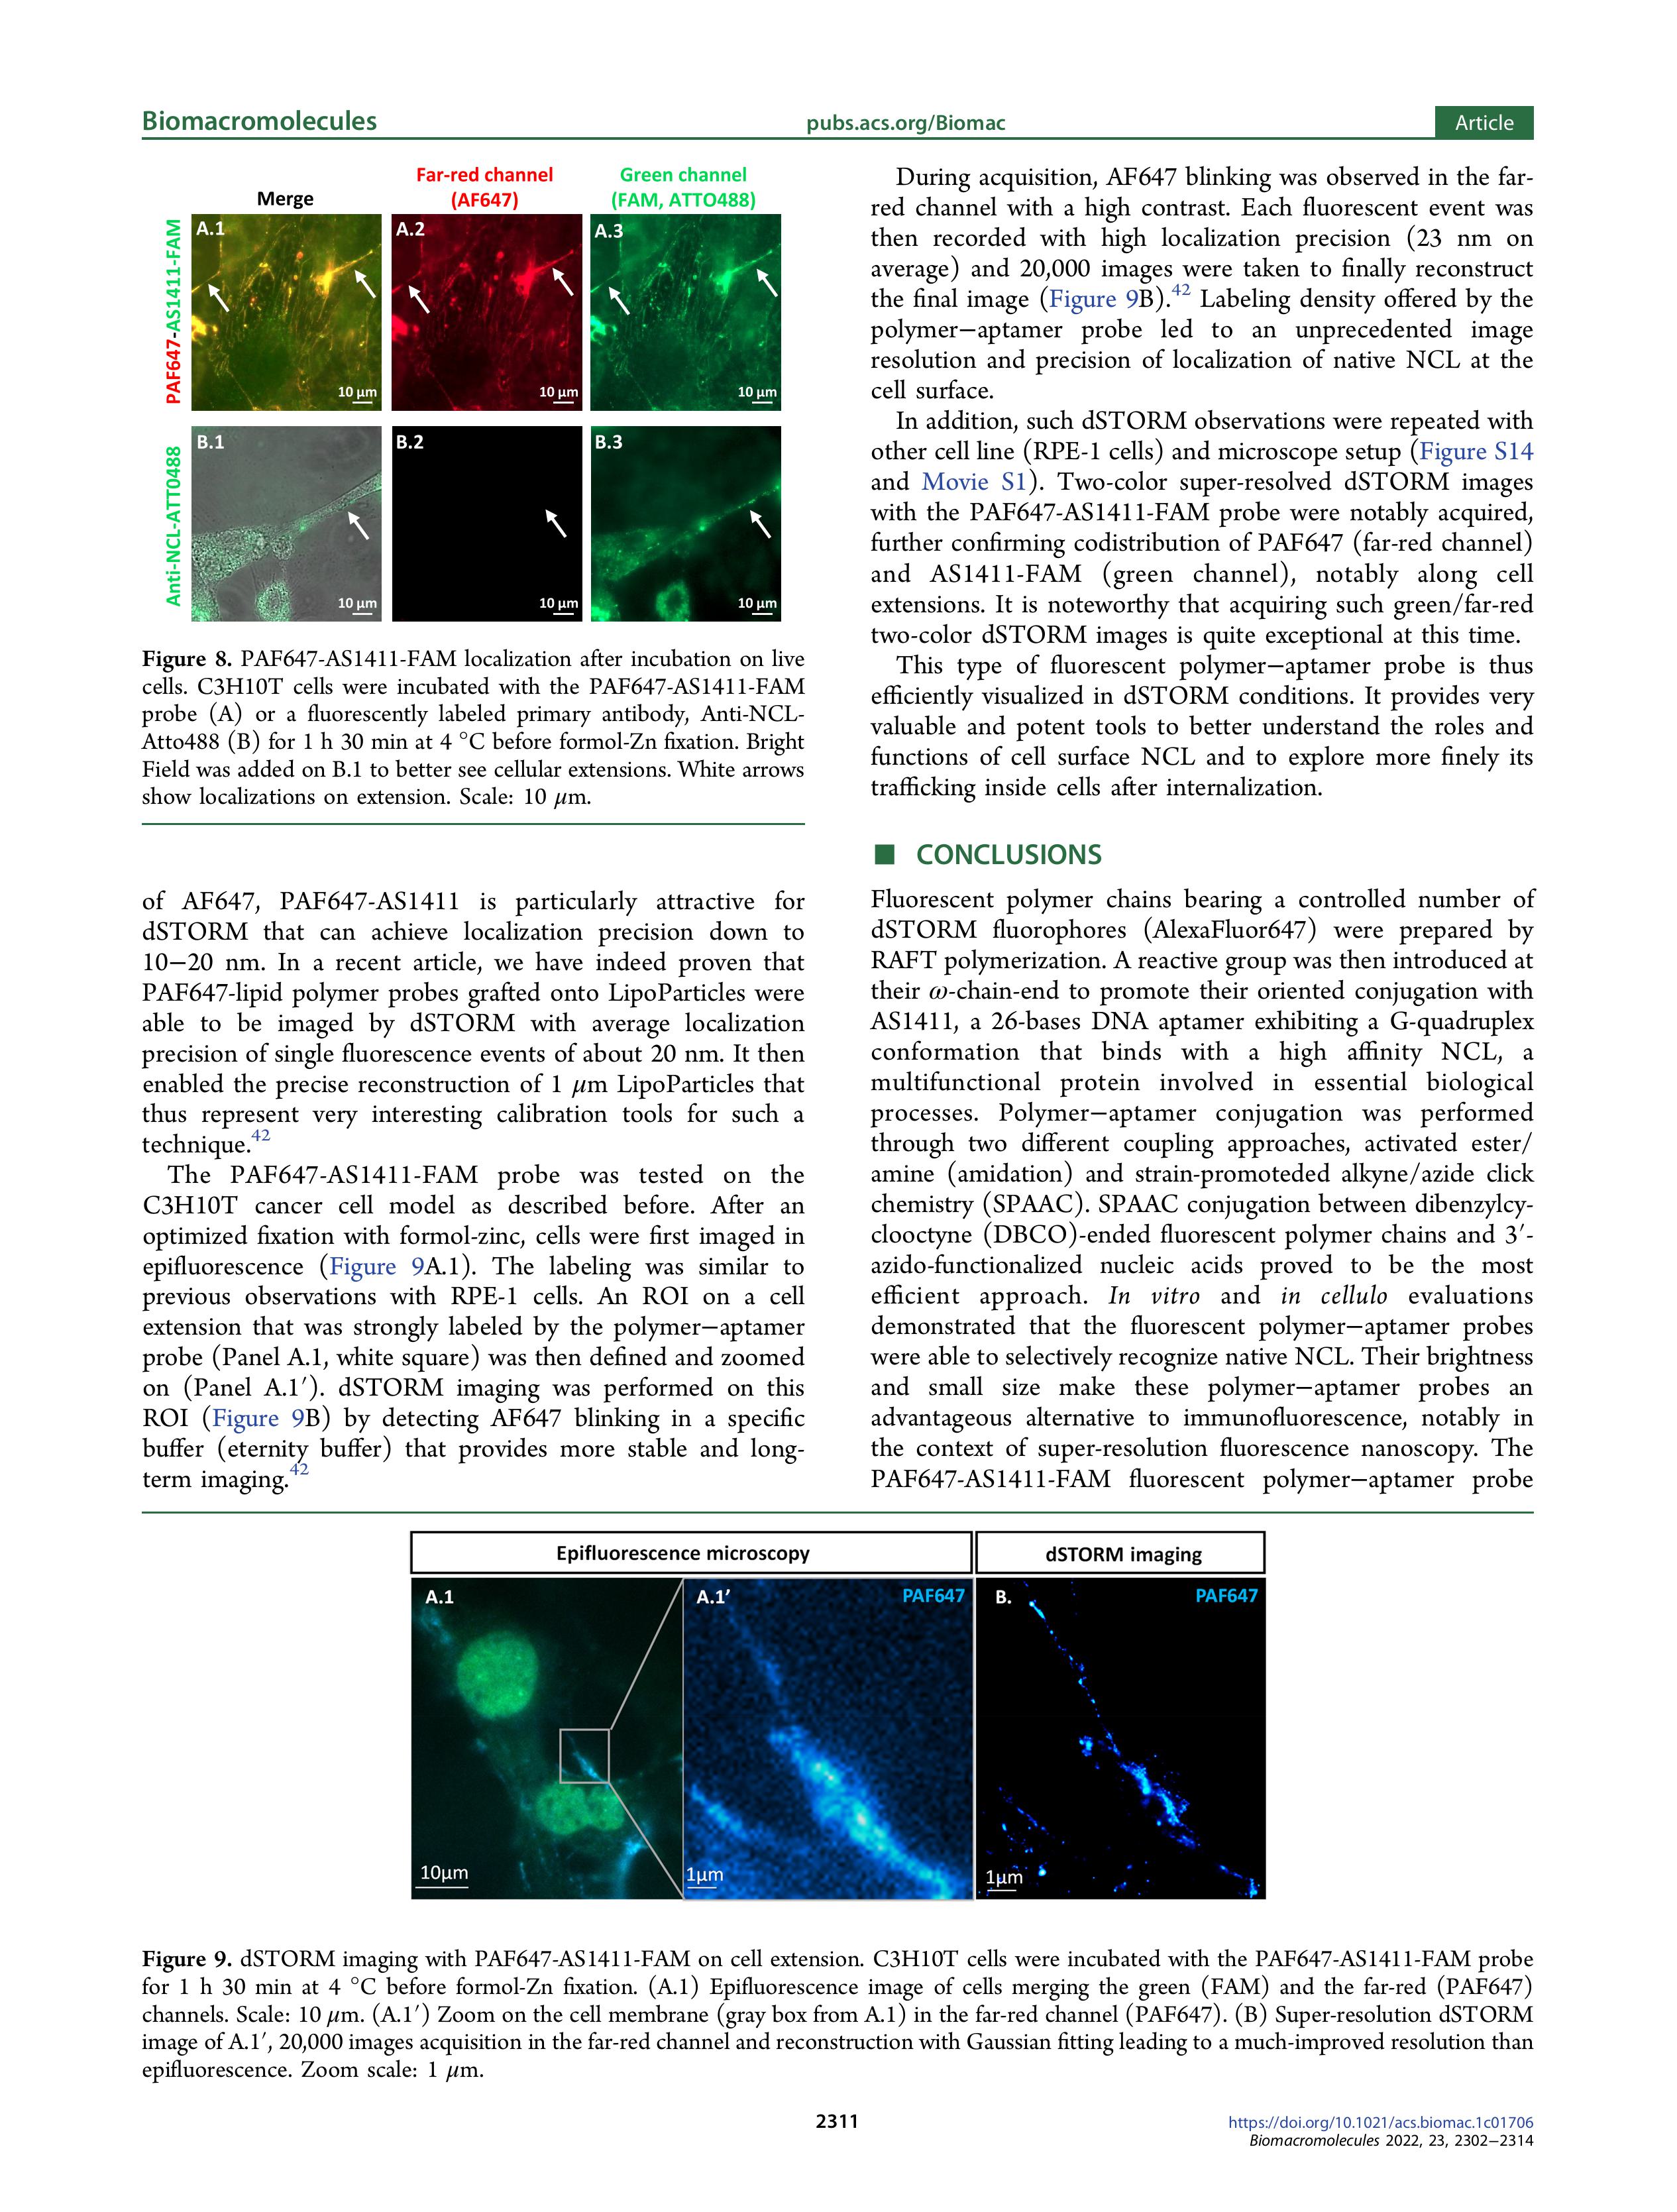 Biomacromolecules
pubs.acs.org/Biomac
Article
Merge
Far-red channel
(AF647)
Green channel
(FAM, ATTO488)
PAF647-AS1411-FAM
A.1
10 µm
A.2
10 µm
A.3
10 µm
Anti-NCL-ATTO488
B.1
10 µm
B.2
10 µm
B.3
10 µm
Figure 8. PAF647-AS1411-FAM localization after incubation on live
cells. C3H10T cells were incubated with the PAF647-AS1411-FAM
probe (A) or a fluorescently labeled primary antibody, Anti-NCL-
Atto488 (B) for 1 h 30 min at 4 °C before formol-Zn fixation. Bright
Field was added on B.1 to better see cellular extensions. White arrows
show localizations on extension. Scale: 10 μm.
of AF647, PAF647-AS1411 is particularly attractive for
dSTORM that can achieve localization precision down to
10−20 nm. In a recent article, we have indeed proven that
PAF647-lipid polymer probes grafted onto LipoParticles were
able to be imaged by dSTORM with average localization
precision of single fluorescence events of about 20 nm. It then
enabled the precise reconstruction of 1 μm LipoParticles that
thus represent very interesting calibration tools for such a
technique.42
The PAF647-AS1411-FAM probe was tested on the
C3H10T cancer cell model as described before. After an
optimized fixation with formol-zinc, cells were first imaged in
epifluorescence (Figure 9A.1). The labeling was similar to
previous observations with RPE-1 cells. An ROI on a cell
extension that was strongly labeled by the polymer−aptamer
probe (Panel A.1, white square) was then defined and zoomed
on (Panel A.1′). dSTORM imaging was performed on this
ROI (Figure 9B) by detecting AF647 blinking in a specific
buffer (eternity buffer) that provides more stable and long-
term imaging.42
During acquisition, AF647 blinking was observed in the far-
red channel with a high contrast. Each fluorescent event was
then recorded with high localization precision (23 nm on
average) and 20,000 images were taken to finally reconstruct
the final image (Figure 9B).42 Labeling density offered by the
polymer−aptamer probe led to an unprecedented image
resolution and precision of localization of native NCL at the
cell surface.
In addition, such dSTORM observations were repeated with
other cell line (RPE-1 cells) and microscope setup (Figure S14
and Movie S1). Two-color super-resolved dSTORM images
with the PAF647-AS1411-FAM probe were notably acquired,
further confirming codistribution of PAF647 (far-red channel)
and AS1411-FAM (green channel), notably along cell
extensions. It is noteworthy that acquiring such green/far-red
two-color dSTORM images is quite exceptional at this time.
This type of fluorescent polymer−aptamer probe is thus
efficiently visualized in dSTORM conditions. It provides very
valuable and potent tools to better understand the roles and
functions of cell surface NCL and to explore more finely its
trafficking inside cells after internalization.
■ CONCLUSIONS
Fluorescent polymer chains bearing a controlled number of
dSTORM fluorophores (AlexaFluor647) were prepared by
RAFT polymerization. A reactive group was then introduced at
their ω-chain-end to promote their oriented conjugation with
AS1411, a 26-bases DNA aptamer exhibiting a G-quadruplex
conformation that binds with a high affinity NCL, a
multifunctional protein involved in essential biological
processes. Polymer−aptamer conjugation was performed
through two different coupling approaches, activated ester/
amine (amidation) and strain-promoteded alkyne/azide click
chemistry (SPAAC). SPAAC conjugation between dibenzylcy-
clooctyne (DBCO)-ended fluorescent polymer chains and 3′-
azido-functionalized nucleic acids proved to be the most
efficient approach. In vitro and in cellulo evaluations
demonstrated that the fluorescent polymer−aptamer probes
were able to selectively recognize native NCL. Their brightness
and small size make these polymer−aptamer probes an
advantageous alternative to immunofluorescence, notably in
the context of super-resolution fluorescence nanoscopy. The
PAF647-AS1411-FAM fluorescent polymer−aptamer probe
Epifluorescence microscopy
dSTORM imaging
A.1
10µm
A.1’
PAF647
1µm
B.
PAF647
1µm
Figure 9. dSTORM imaging with PAF647-AS1411-FAM on cell extension. C3H10T cells were incubated with the PAF647-AS1411-FAM probe
for 1 h 30 min at 4 °C before formol-Zn fixation. (A.1) Epifluorescence image of cells merging the green (FAM) and the far-red (PAF647)
channels. Scale: 10 μm. (A.1′) Zoom on the cell membrane (gray box from A.1) in the far-red channel (PAF647). (B) Super-resolution dSTORM
image of A.1′, 20,000 images acquisition in the far-red channel and reconstruction with Gaussian fitting leading to a much-improved resolution than
epifluorescence. Zoom scale: 1 μm.
2311
https://doi.org/10.1021/acs.biomac.1c01706
Biomacromolecules 2022, 23, 2302−2314